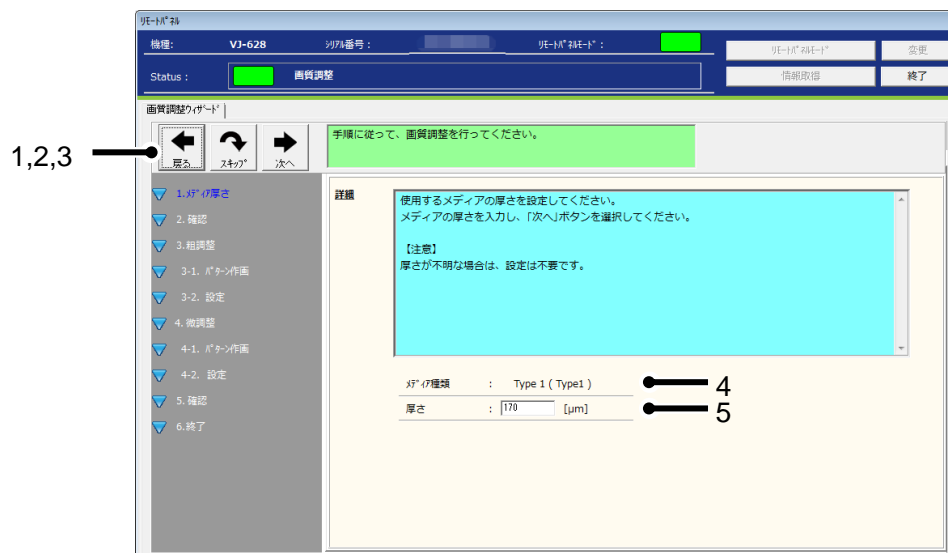 リモートパネル
機種: VJ-628 シリアル番号: リモートパネルモード: リモートパネルモード 変更
Status : 画質調整 情報取得 終了
画質調整ウィザード
戻る スキップ 次へ
手順に従って、画質調整を行ってください。
1,2,3
1.メディア厚さ
2. 確認
3.粗調整
3-1. パターン作画
3-2. 設定
4. 微調整
4-1. パターン作画
4-2. 設定
5. 確認
6.終了
詳細
使用するメディアの厚さを設定してください。
メディアの厚さを入力し、「次へ」ボタンを選択してください。
【注意】
厚さが不明な場合は、設定は不要です。
メディア種類 : Type 1 ( Type1 ) 4
厚さ : 170 [μm] 5